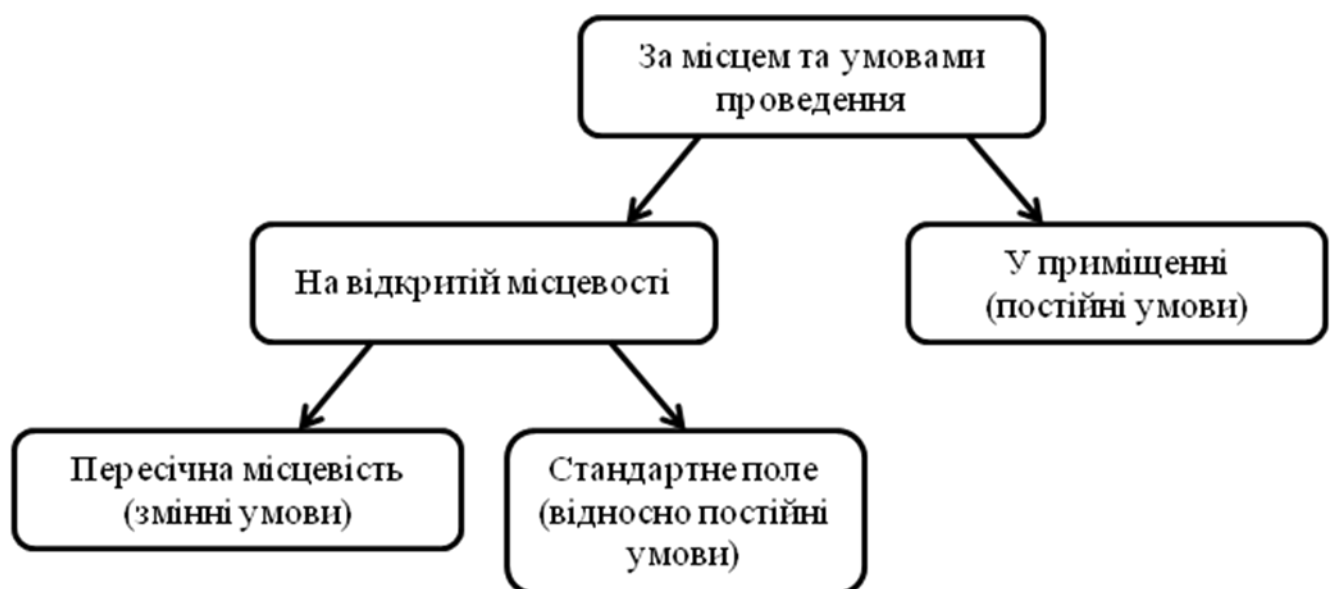 За місцем та умовами
проведення
На відкритій місцевості
У приміщенні
(постійні умови)
Пересічна місцевість
(змінні умови)
Стандартне поле
(відносно постійні
умови)